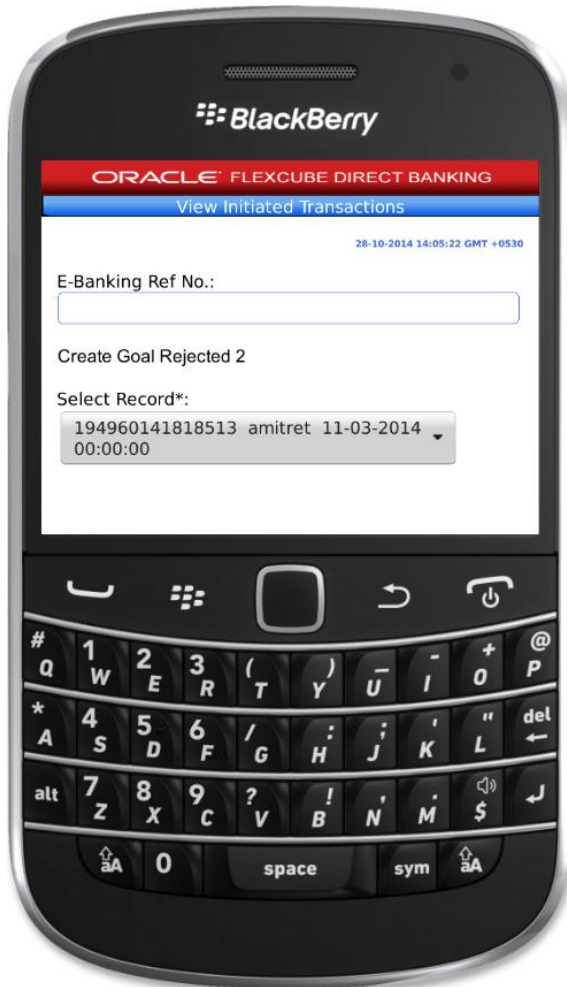 BlackBerry
ORACLE FLEXCUBE DIRECT BANKING
View Initiated Transactions
28-10-2014 14:05:22 GMT +0530
E-Banking Ref No.:
Create Goal Rejected 2
Select Record*:
194960141818513 amitret 11-03-2014
00:00:00
# 1 2 3 ( ) _ - + @
Q W E R T Y U I O P
* 4 5 6 / : ; ' " del
A S D F G H J K L
alt 7 8 9 ? ! , .
Z X C V B N M $
aA 0 space sym aA